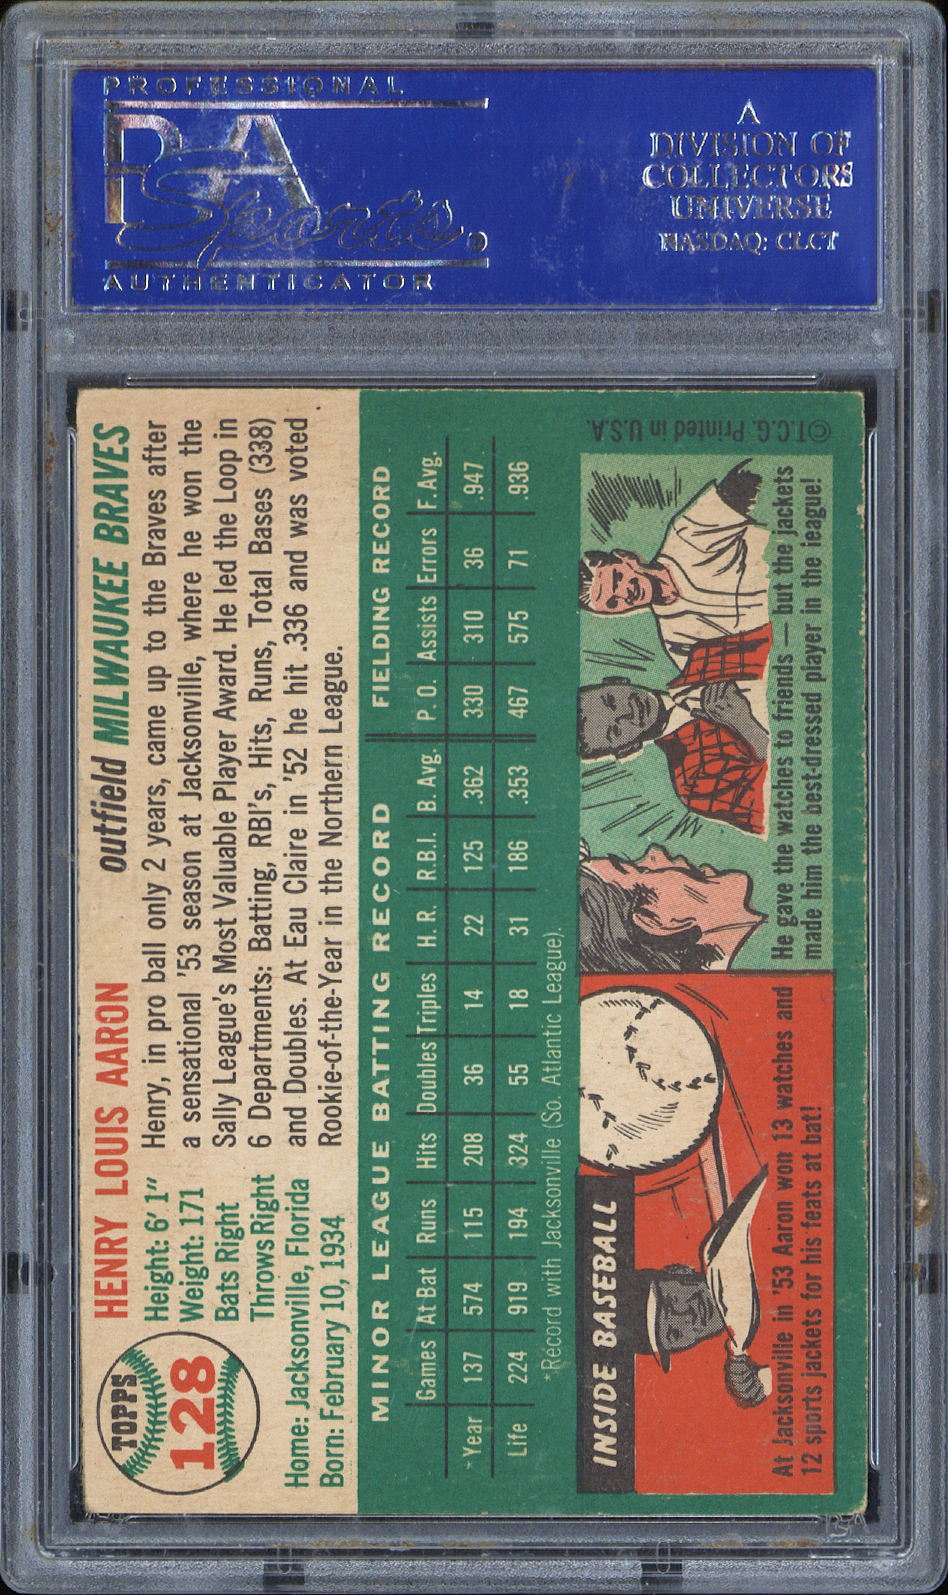 PROFESSIONAL
PSA
Sports®
AUTHENTICATOR
A
DIVISION OF
COLLECTORS
UNIVERSE
NASDAQ: CLCT
TOPPS
128
HENRY LOUIS AARON
outfield MILWAUKEE BRAVES
Height: 6' 1"
Weight: 171
Bats Right
Throws Right
Home: Jacksonville, Florida
Born: February 10, 1934
Henry, in pro ball only 2 years, came up to the Braves after
a sensational '53 season at Jacksonville, where he won the
Sally League's Most Valuable Player Award. He led the Loop in
6 Departments: Batting, RBI's, Hits, Runs, Total Bases (338)
and Doubles. At Eau Claire in '52 he hit .336 and was voted
Rookie-of-the-Year in the Northern League.
MINOR LEAGUE BATTING RECORD FIELDING RECORD
Games At Bat Runs Hits Doubles Triples H. R. R.B.I. B. Avg. P. O. Assists Errors F. Avg.
*Year 137 574 115 208 36 14 22 125 .362 330 310 36 .947
Life 224 919 194 324 55 18 31 186 .353 467 575 71 .936
*Record with Jacksonville (So. Atlantic League).
INSIDE BASEBALL
At Jacksonville in '53 Aaron won 13 watches and
12 sports jackets for his feats at bat!
He gave the watches to friends — but the jackets
made him the best-dressed player in the league!
©T.C.G. Printed in U.S.A.